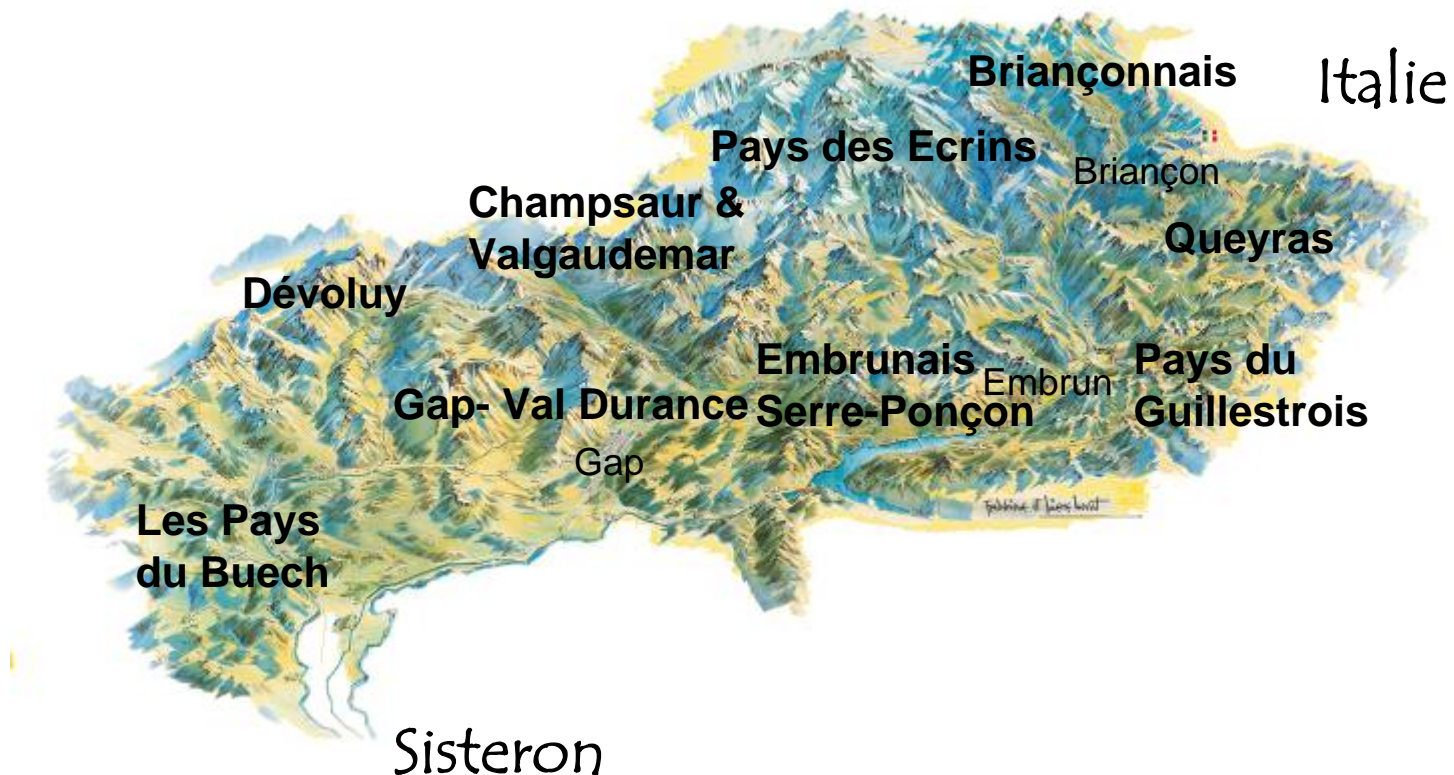 Briançonnais
Italie
Pays des Ecrins
Briançon
Champsaur &
Valgaudemar
Queyras
Dévoluy
Embrunais
Serre-Ponçon
Embrun
Pays du
Guillestrois
Gap- Val Durance
Gap
Les Pays
du Buech
Sisteron